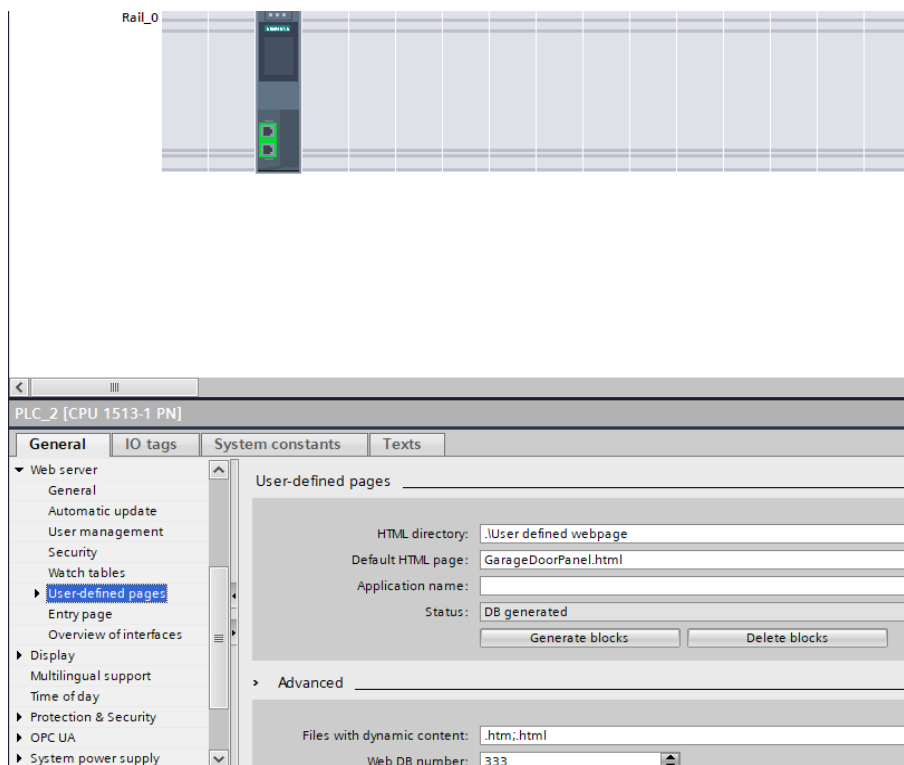 Rail_0
SIEMENS
PLC_2 [CPU 1513-1 PN]
General IO tags System constants Texts
Web server
General
Automatic update
User management
Security
Watch tables
User-defined pages
Entry page
Overview of interfaces
Display
Multilingual support
Time of day
Protection & Security
OPC UA
System power supply
User-defined pages
HTML directory: .\User defined webpage
Default HTML page: GarageDoorPanel.html
Application name:
Status: DB generated
Generate blocks Delete blocks
Advanced
Files with dynamic content: .htm;.html
Web DB number: 333